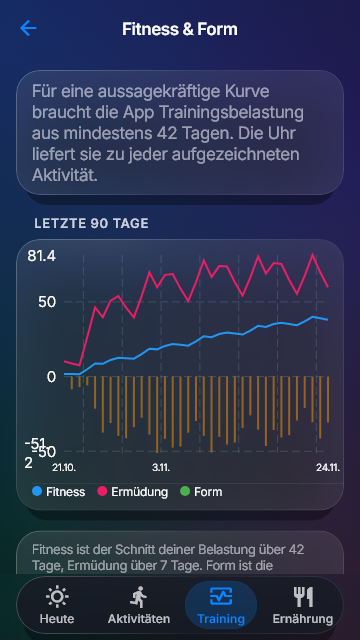 Fitness & Form
Für eine aussagekräftige Kurve
braucht die App Trainingsbelastung
aus mindestens 42 Tagen. Die Uhr
liefert sie zu jeder aufgezeichneten
Aktivität.
LETZTE 90 TAGE
81.4
50
0
-51.
2
-50
21.10.
3.11.
24.11.
Fitness
Ermüdung
Form
Fitness ist der Schnitt deiner Belastung über 42
Tage, Ermüdung über 7 Tage. Form ist die
Heute
Aktivitäten
Training
Ernährung